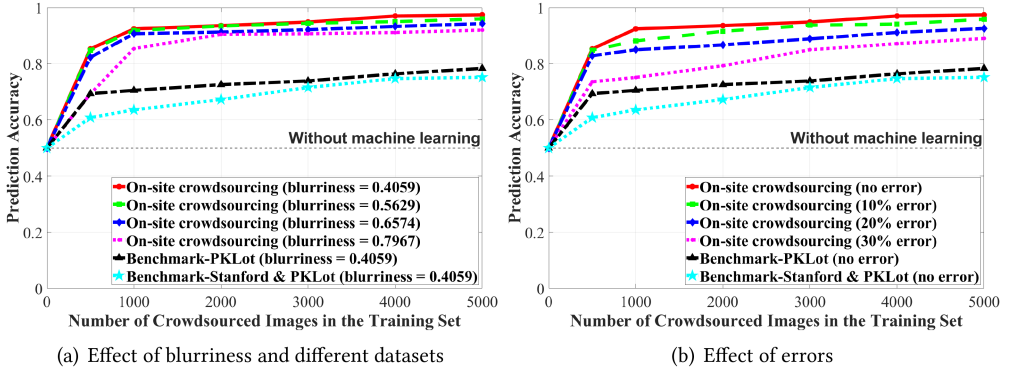 Prediction Accuracy
1
0.8
0.6
0.4
0.2
0
Without machine learning
On-site crowdsourcing (blurriness = 0.4059)
On-site crowdsourcing (blurriness = 0.5629)
On-site crowdsourcing (blurriness = 0.6574)
On-site crowdsourcing (blurriness = 0.7967)
Benchmark-PKLot (blurriness = 0.4059)
Benchmark-Stanford & PKLot (blurriness = 0.4059)
0 1000 2000 3000 4000 5000
Number of Crowdsourced Images in the Training Set
(a) Effect of blurriness and different datasets
Prediction Accuracy
1
0.8
0.6
0.4
0.2
0
Without machine learning
On-site crowdsourcing (no error)
On-site crowdsourcing (10% error)
On-site crowdsourcing (20% error)
On-site crowdsourcing (30% error)
Benchmark-PKLot (no error)
Benchmark-Stanford & PKLot (no error)
0 1000 2000 3000 4000 5000
Number of Crowdsourced Images in the Training Set
(b) Effect of errors